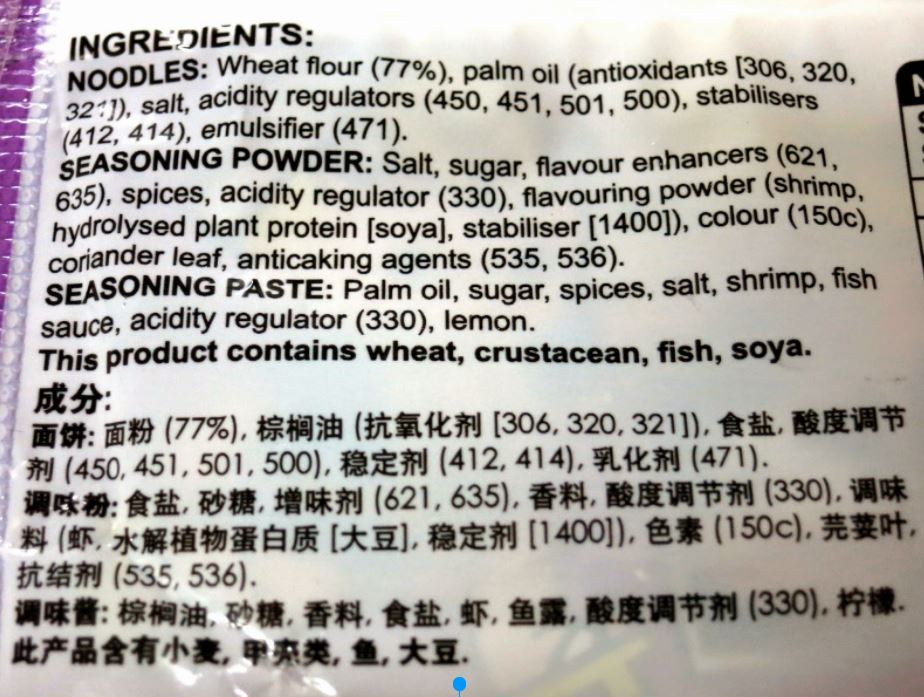 INGREDIENTS:
NOODLES: Wheat flour (77%), palm oil (antioxidants [306, 320,
321]), salt, acidity regulators (450, 451, 501, 500), stabilisers
(412, 414), emulsifier (471).
SEASONING POWDER: Salt, sugar, flavour enhancers (621,
635), spices, acidity regulator (330), flavouring powder (shrimp,
hydrolysed plant protein [soya], stabiliser [1400]), colour (150c),
coriander leaf, anticaking agents (535, 536).
SEASONING PASTE: Palm oil, sugar, spices, salt, shrimp, fish
sauce, acidity regulator (330), lemon.
This product contains wheat, crustacean, fish, soya.
成分:
面饼: 面粉 (77%), 棕榈油 (抗氧化剂 [306, 320, 321]), 食盐, 酸度调节
剂 (450, 451, 501, 500), 稳定剂 (412, 414), 乳化剂 (471).
调味粉: 食盐, 砂糖, 增味剂 (621, 635), 香料, 酸度调节剂 (330), 调味
料 (虾, 水解植物蛋白质 [大豆], 稳定剂 [1400]), 色素 (150c), 芫荽叶,
抗结剂 (535, 536).
调味酱: 棕榈油, 砂糖, 香料, 食盐, 虾, 鱼露, 酸度调节剂 (330), 柠檬.
此产品含有小麦, 甲壳类, 鱼, 大豆.